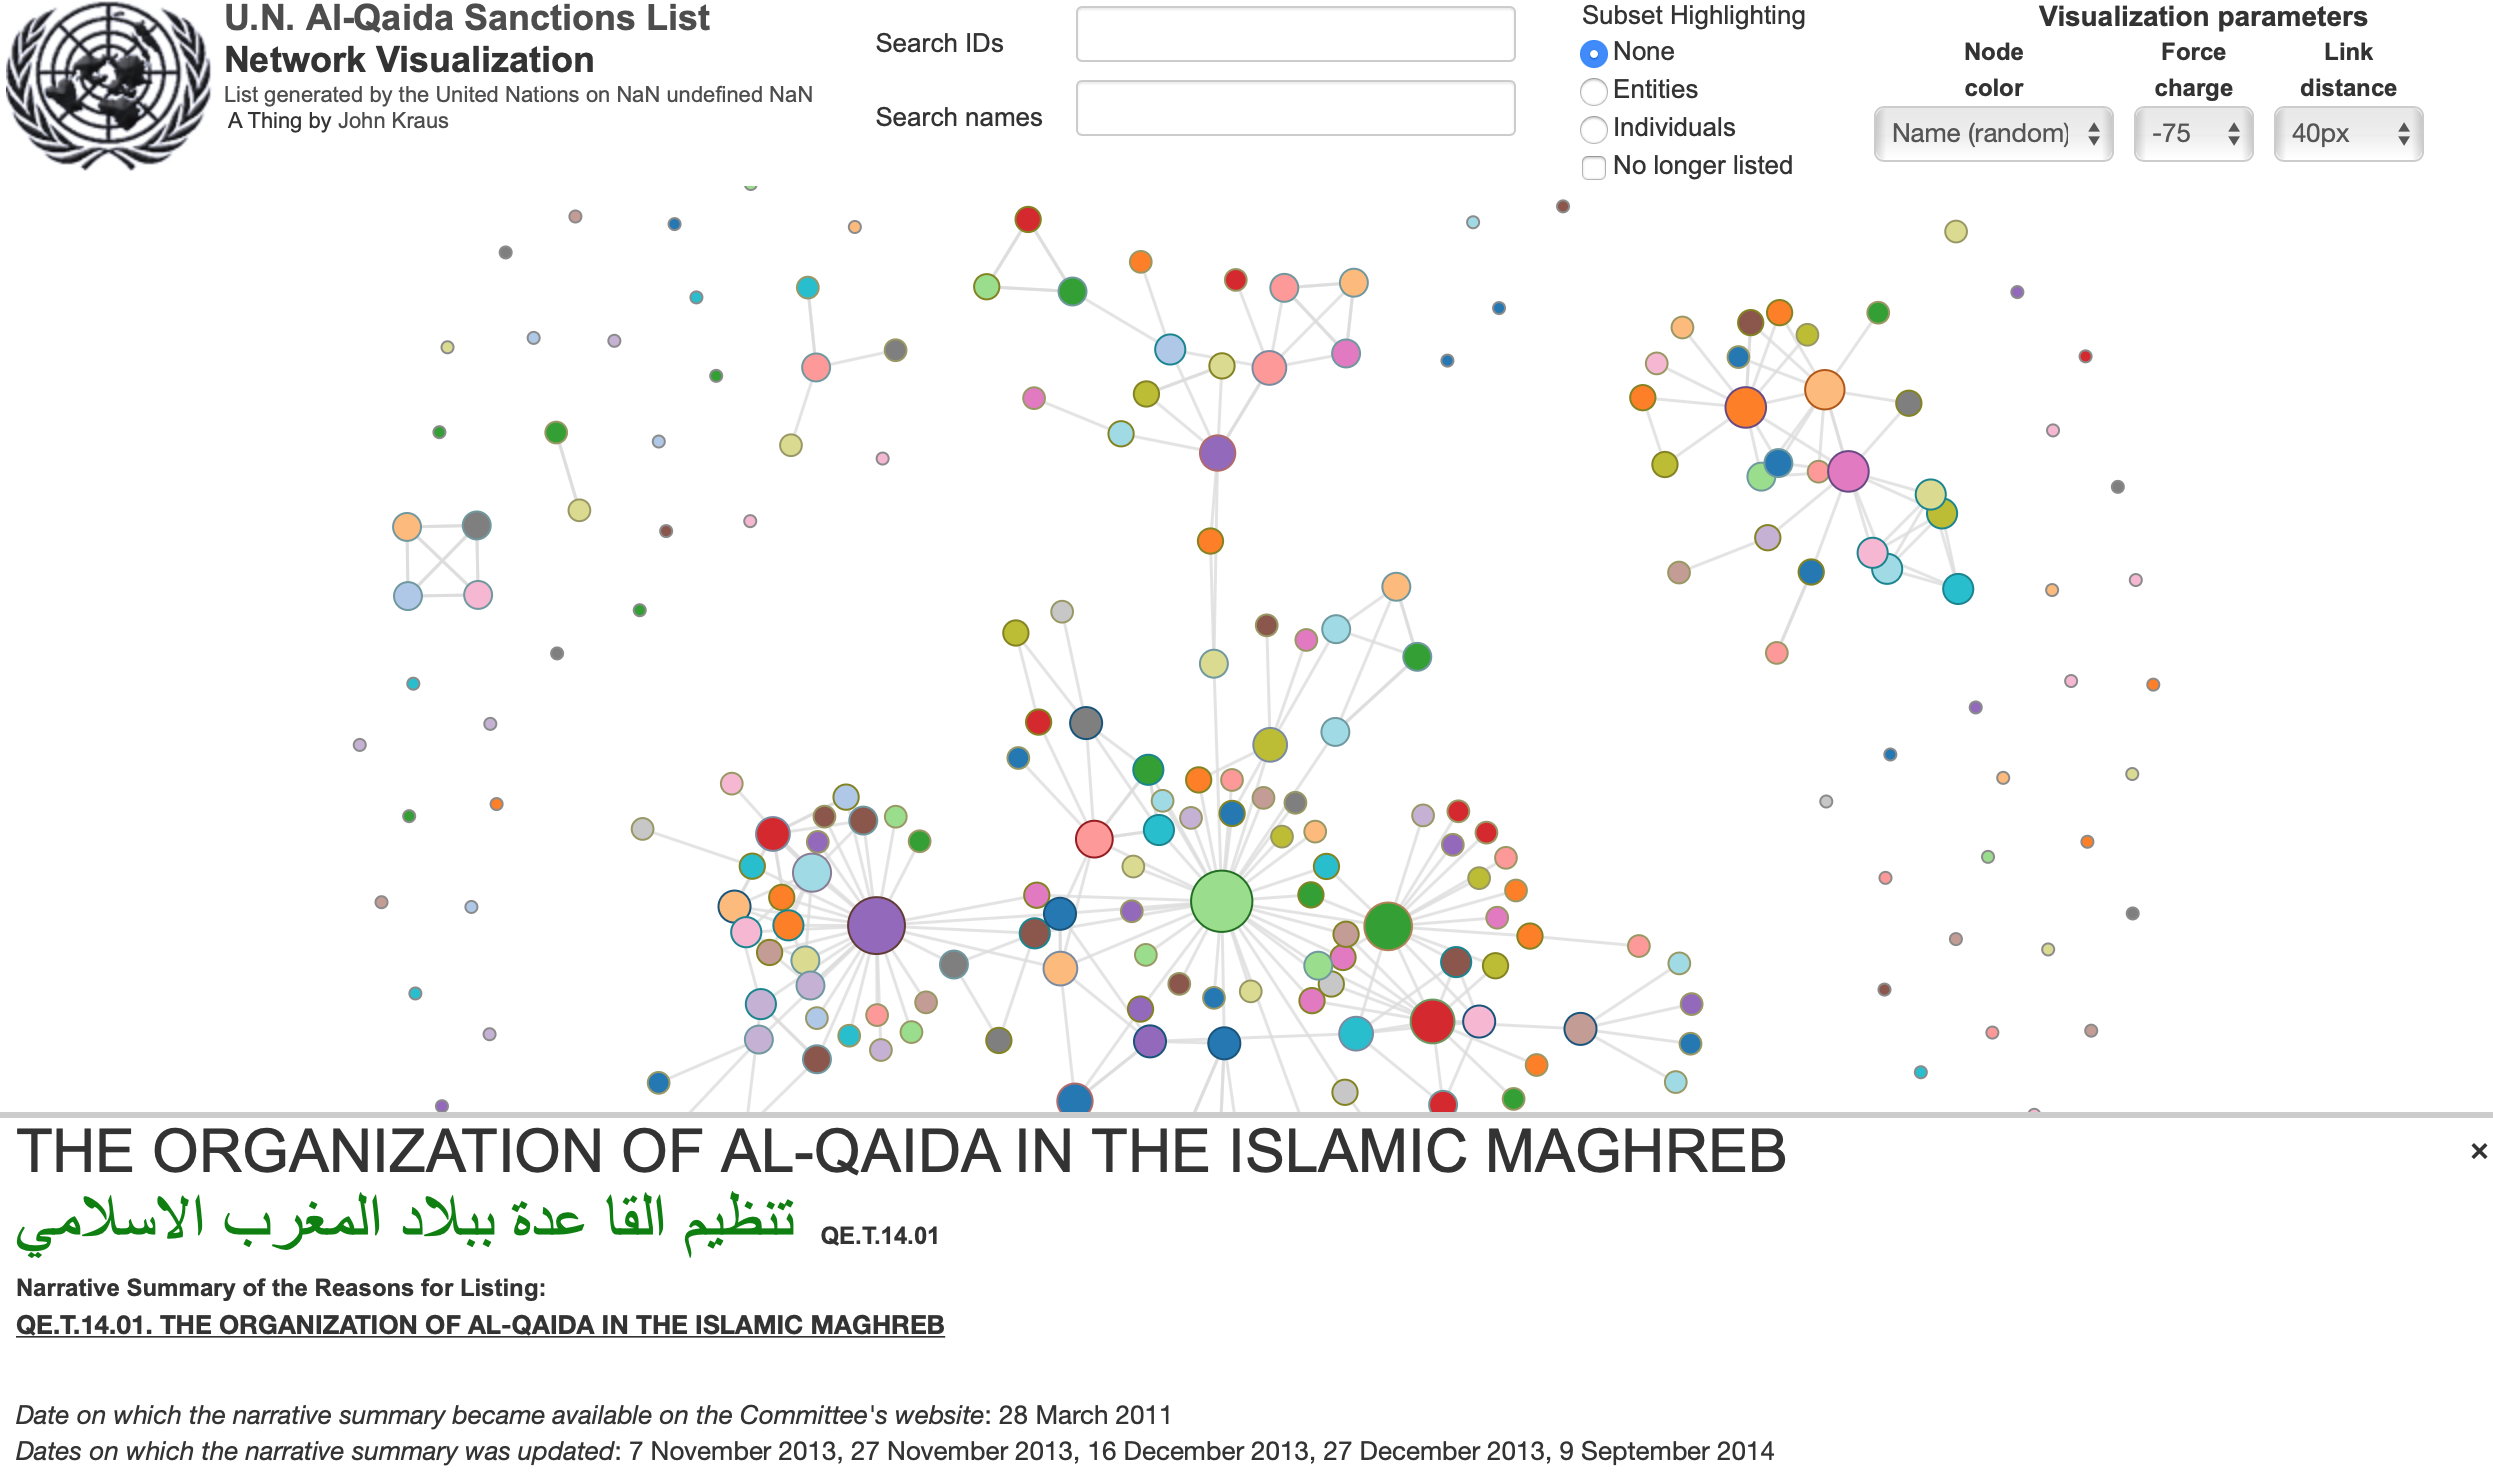 U.N. Al-Qaida Sanctions List
Network Visualization
List generated by the United Nations on NaN undefined NaN
A Thing by John Kraus
Search IDs
Search names
Subset Highlighting
None
Entities
Individuals
No longer listed
Visualization parameters
Node color
Force charge
Link distance
Name (random)
-75
40px
THE ORGANIZATION OF AL-QAIDA IN THE ISLAMIC MAGHREB
×
تنظيم القا عدة ببلاد المغرب الاسلامي QE.T.14.01
Narrative Summary of the Reasons for Listing:
QE.T.14.01. THE ORGANIZATION OF AL-QAIDA IN THE ISLAMIC MAGHREB
Date on which the narrative summary became available on the Committee's website: 28 March 2011
Dates on which the narrative summary was updated: 7 November 2013, 27 November 2013, 16 December 2013, 27 December 2013, 9 September 2014